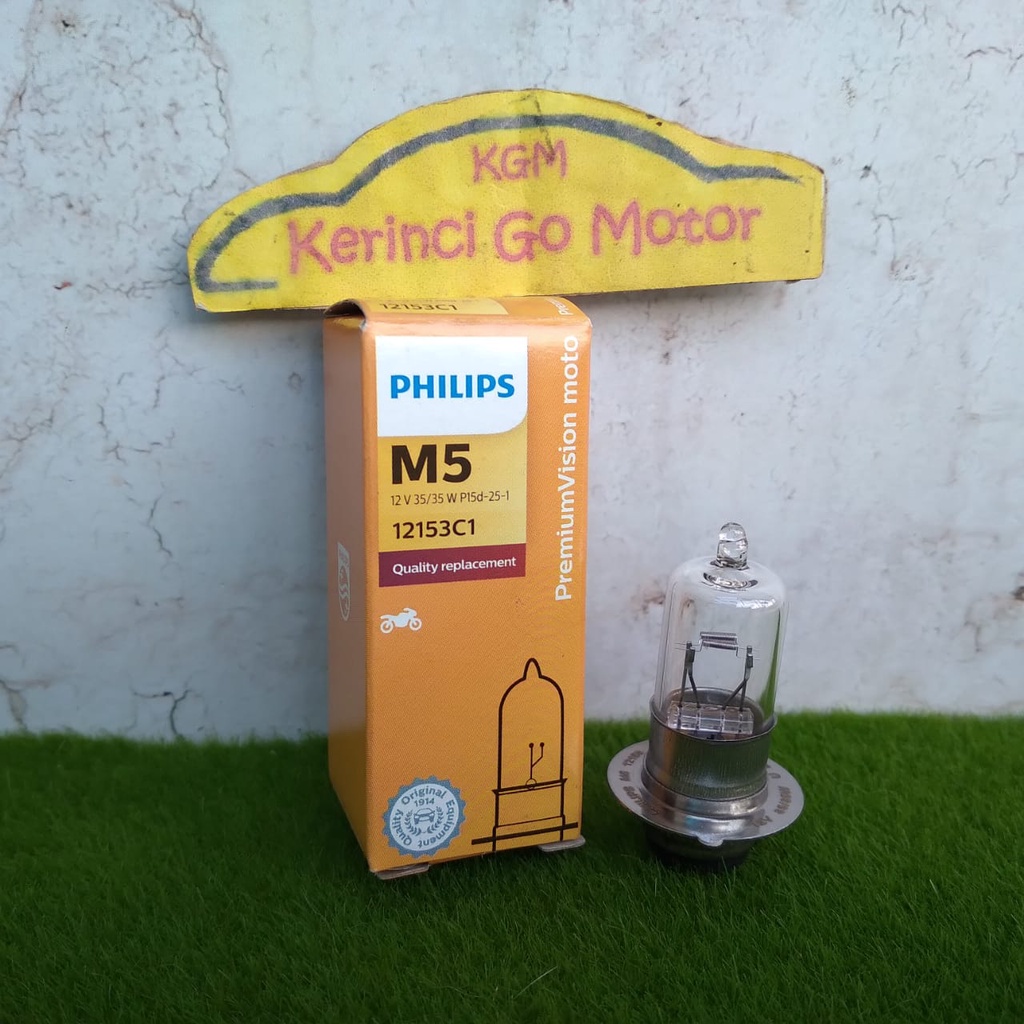 KGM
Kerinci Go Motor
12153C1
PHILIPS
M5
12 V 35/35 W P15d-25-1
12153C1
Quality replacement
PremiumVision moto
Quality Original Equipment
1914